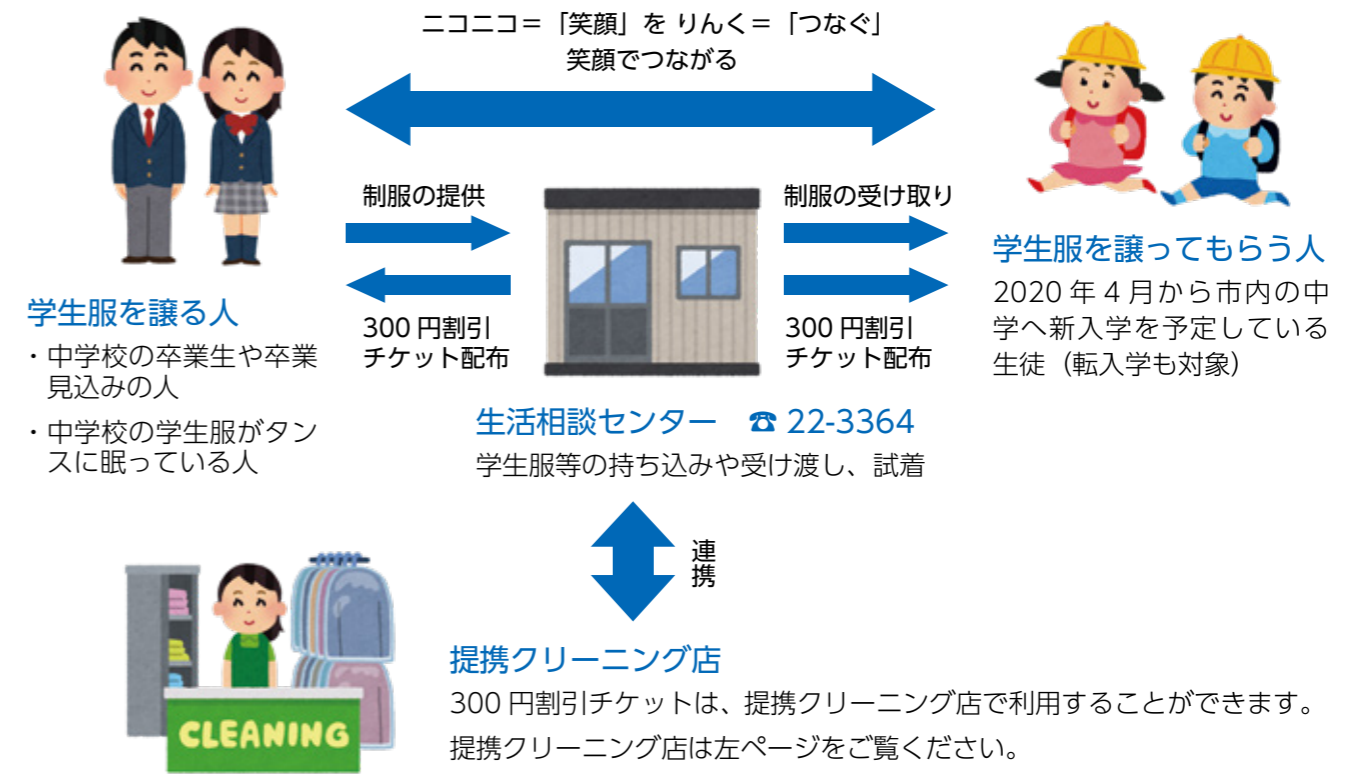 ニコニコ＝「笑顔」を りんく＝「つなぐ」
笑顔でつながる
制服の提供
300 円割引
チケット配布
制服の受け取り
300 円割引
チケット配布
学生服を譲る人
・中学校の卒業生や卒業
見込みの人
・中学校の学生服がタン
スに眠っている人
学生服を譲ってもらう人
2020 年 4 月から市内の中
学へ新入学を予定している
生徒（転入学も対象）
生活相談センター ☎ 22-3364
学生服等の持ち込みや受け渡し、試着
連携
提携クリーニング店
300 円割引チケットは、提携クリーニング店で利用することができます。
提携クリーニング店は左ページをご覧ください。
CLEANING